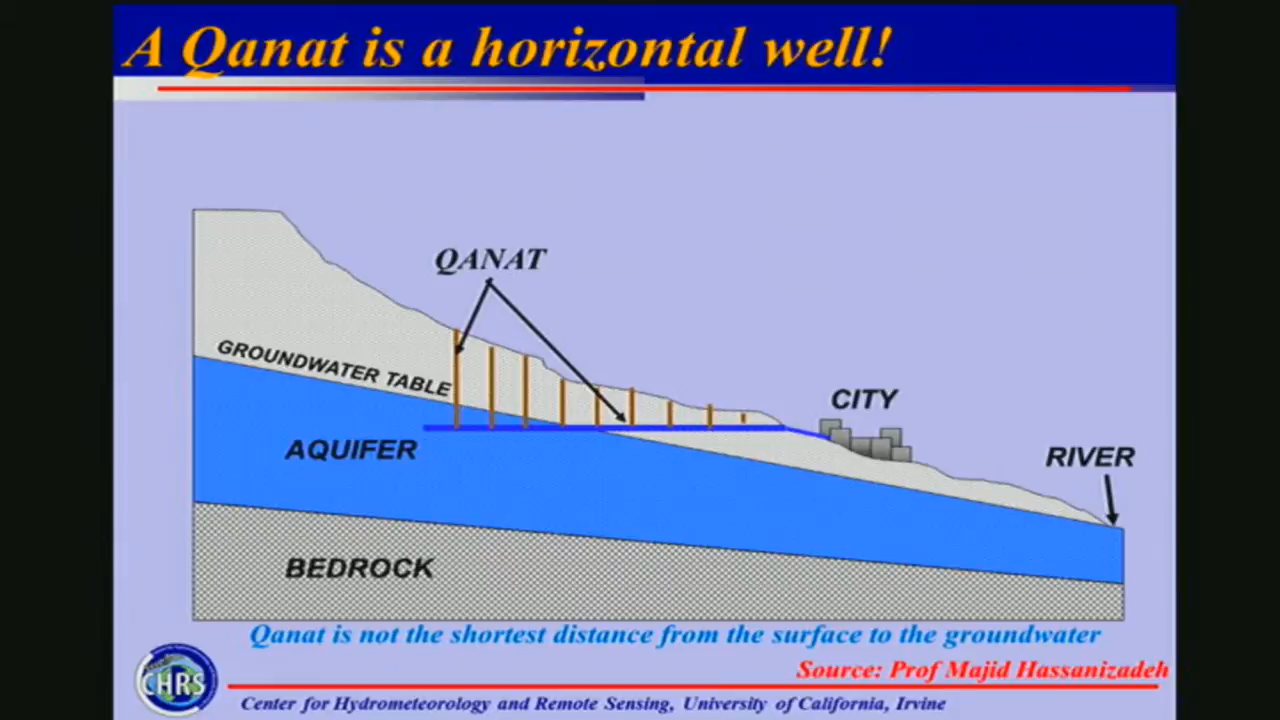 A Qanat is a horizontal well!
QANAT
GROUNDWATER TABLE
CITY
AQUIFER
RIVER
BEDROCK
Qanat is not the shortest distance from the surface to the groundwater
Source: Prof Majid Hassanizadeh
CHRS
Center for Hydrometeorology and Remote Sensing, University of California, Irvine